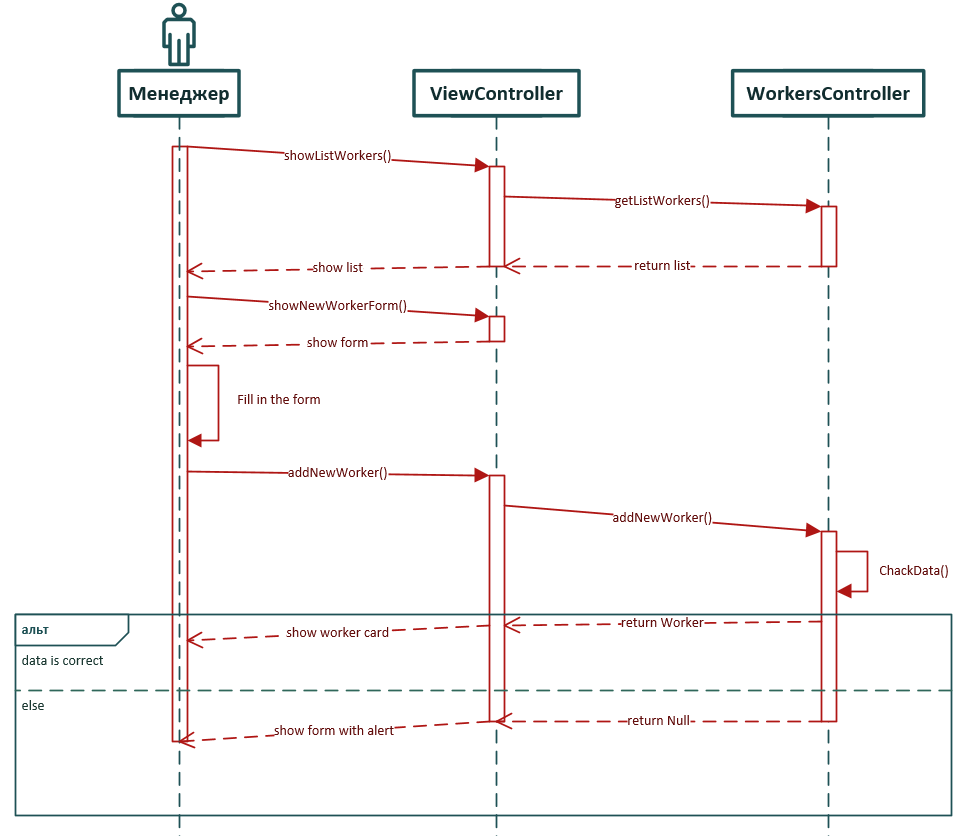 Менеджер
ViewController
WorkersController
showListWorkers()
getListWorkers()
show list
return list
showNewWorkerForm()
show form
Fill in the form
addNewWorker()
addNewWorker()
ChackData()
альт
return Worker
show worker card
data is correct
else
return Null
show form with alert